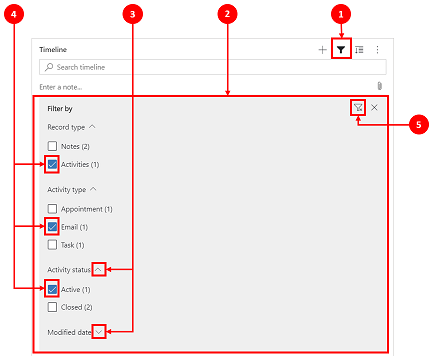 4
3
2
1
Timeline
Search timeline
Enter a note...
Filter by
5
Record type
Notes (2)
Activities (1)
Activity type
Appointment (1)
Email (1)
Task (1)
Activity status
Active (1)
Closed (2)
Modified date